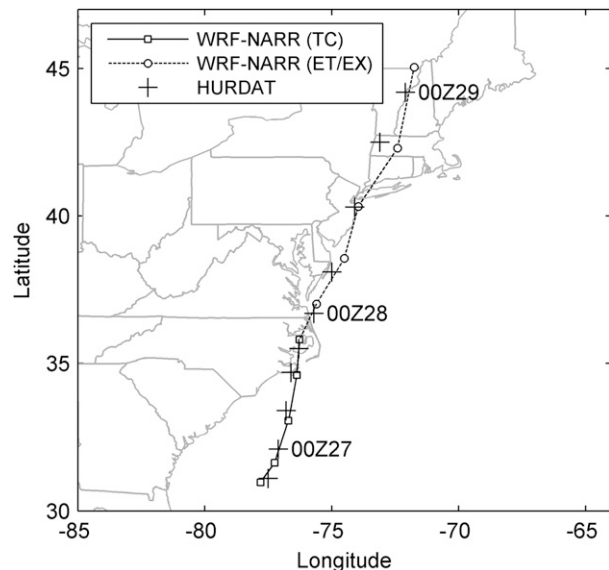 WRF-NARR (TC)
WRF-NARR (ET/EX)
HURDAT
45
40
35
30
Latitude
00Z29
00Z28
00Z27
-85
-80
-75
-70
-65
Longitude